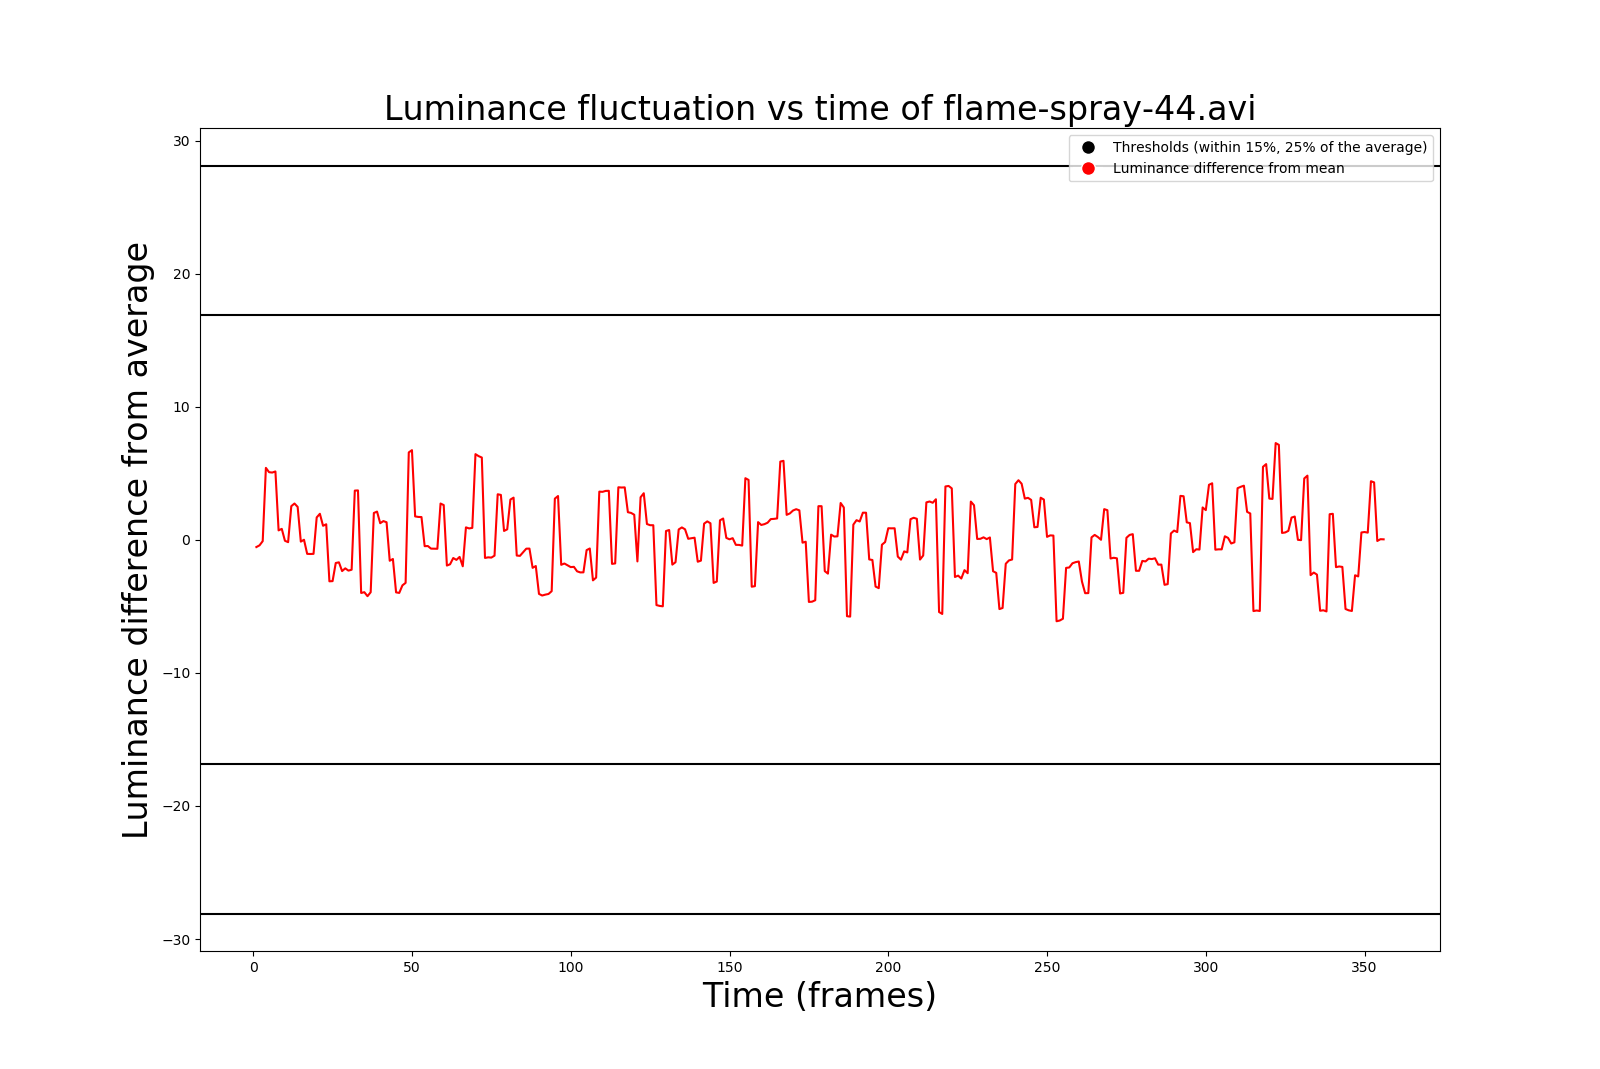 Luminance fluctuation vs time of flame-spray-44.avi
Thresholds (within 15%, 25% of the average)
Luminance difference from mean
Luminance difference from average
30
20
10
0
−10
−20
−30
0 50 100 150 200 250 300 350
Time (frames)